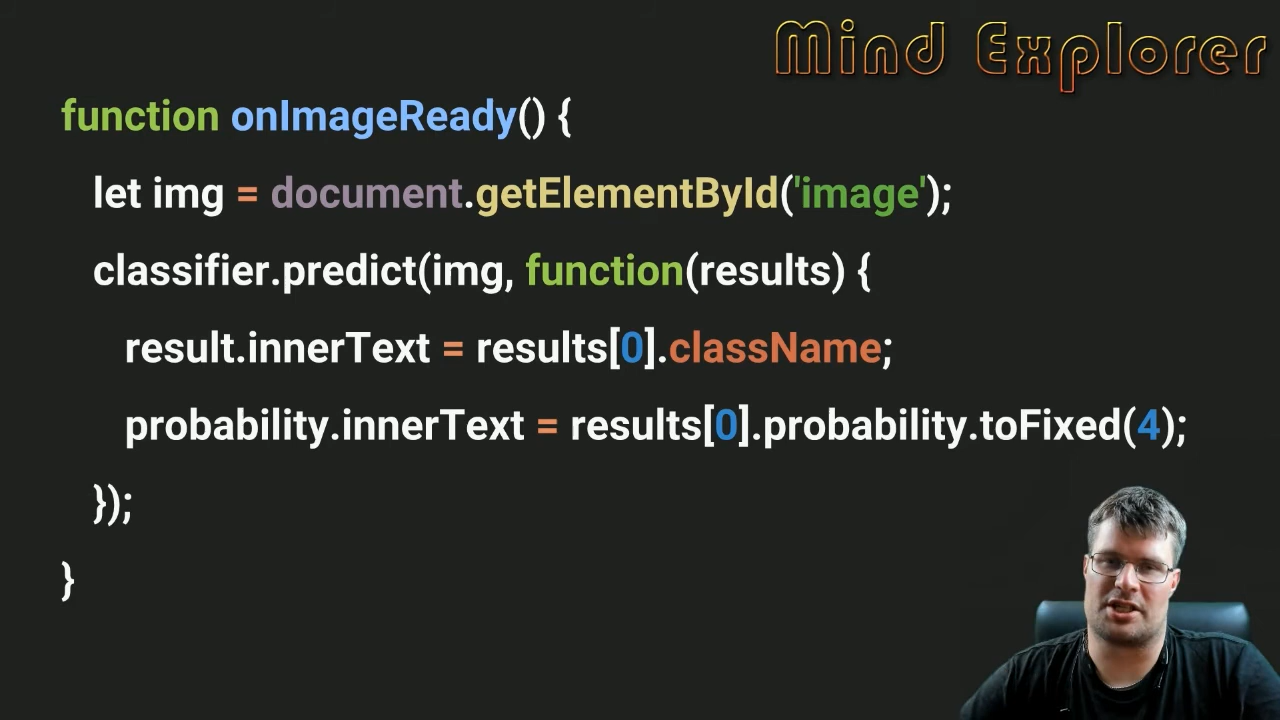 Mind Explorer
function onImageReady() {
let img = document.getElementById('image');
classifier.predict(img, function(results) {
result.innerText = results[0].className;
probability.innerText = results[0].probability.toFixed(4);
});
}